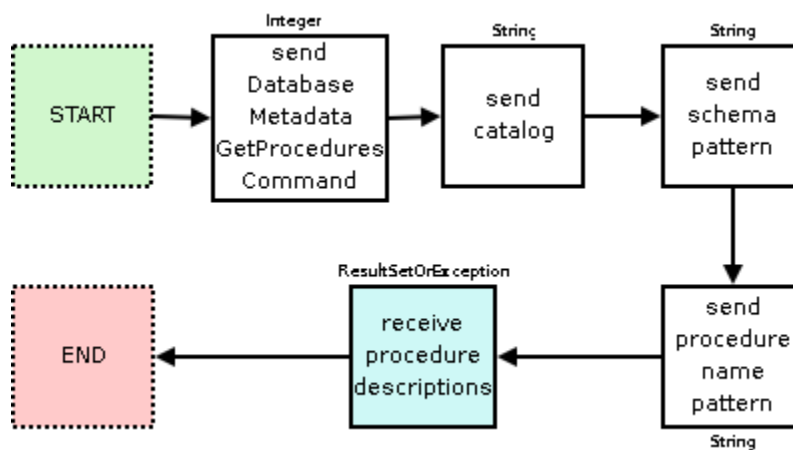 START
Integer
send
Database
Metadata
GetProcedures
Command
String
send
catalog
String
send
schema
pattern
send
procedure
name
pattern
String
ResultSetOrException
receive
procedure
descriptions
END